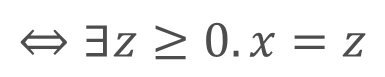 ⇔ ∃z ≥ 0. x = z